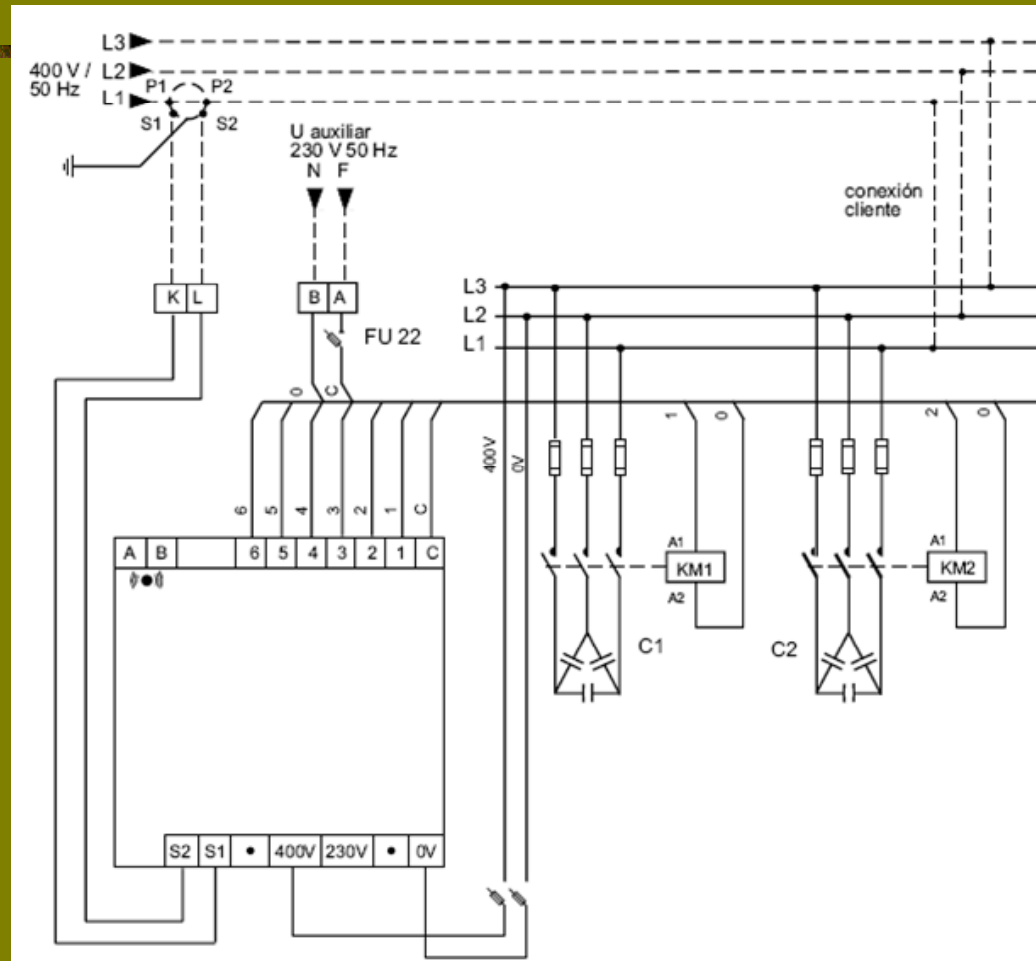 L3
400 V /
50 Hz
L2
P1 P2
L1
S1 S2
U auxiliar
230 V 50 Hz
N F
conexión
cliente
K L
B A
FU 22
L3
L2
L1
0 C
1 0
2 0
400V
0V
6 5 4 3 2 1 C
A B 6 5 4 3 2 1 C
A1
KM1
A2
A1
KM2
A2
C1
C2
S2 S1 • 400V 230V • 0V